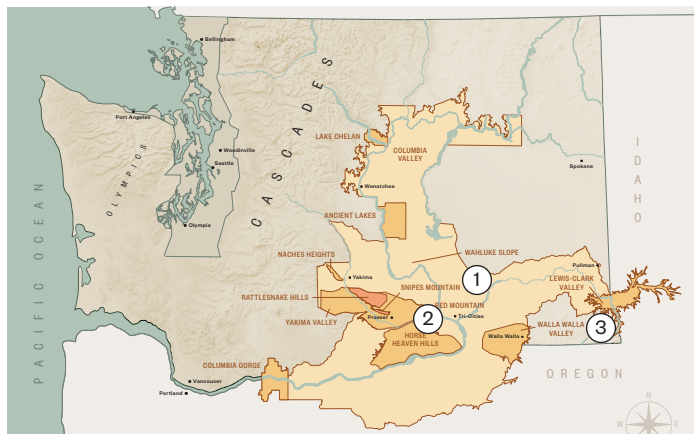 Bellingham
Port Angeles
OLYMPICS
Woodinville
Seattle
Olympia
CASCADES
PACIFIC OCEAN
LAKE CHELAN
COLUMBIA
VALLEY
Wenatchee
Spokane
IDAHO
ANCIENT LAKES
WAHLUKE SLOPE
NACHES HEIGHTS
Yakima
Pullman
LEWIS-CLARK
VALLEY
1
SNIPES MOUNTAIN
RATTLESNAKE HILLS
RED MOUNTAIN
YAKIMA VALLEY
Prosser
2
Tri-Cities
WALLA WALLA
VALLEY
3
HORSE
HEAVEN HILLS
Walla Walla
COLUMBIA GORGE
OREGON
Vancouver
Portland
N
W
E